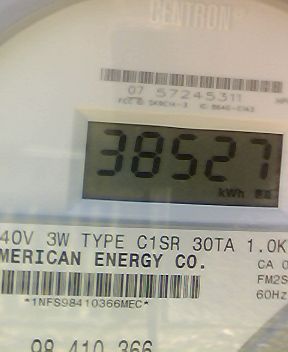 CENTRON
07 57245311
38527
kWh
40V 3W TYPE C1SR 30TA 1.0K
MERICAN ENERGY CO.
CA 0
FM2S
*1NFS98410366MEC*
60Hz
98 410 366